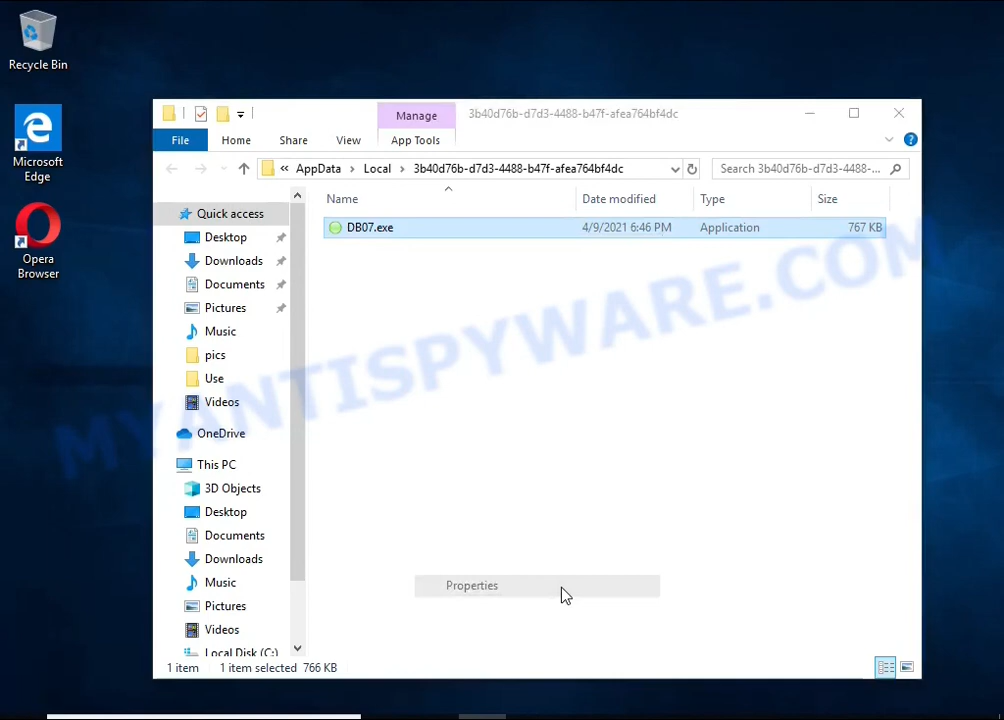 Recycle Bin
Microsoft
Edge
Opera
Browser
Manage
3b40d76b-d7d3-4488-b47f-afea764bf4dc
File
Home
Share
View
App Tools
« AppData > Local > 3b40d76b-d7d3-4488-b47f-afea764bf4dc
Search 3b40d76b-d7d3-4488-...
Name
Date modified
Type
Size
DB07.exe
4/9/2021 6:46 PM
Application
767 KB
Quick access
Desktop
Downloads
Documents
Pictures
Music
pics
Use
Videos
OneDrive
This PC
3D Objects
Desktop
Documents
Downloads
Music
Pictures
Videos
Local Disk (C:)
Properties
1 item
1 item selected 766 KB
MYANTISPYWARE.COM